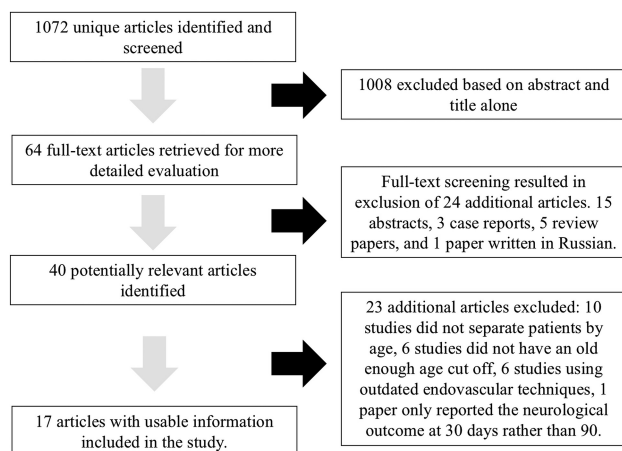 1072 unique articles identified and
screened
1008 excluded based on abstract and
title alone
64 full-text articles retrieved for more
detailed evaluation
Full-text screening resulted in
exclusion of 24 additional articles. 15
abstracts, 3 case reports, 5 review
papers, and 1 paper written in Russian.
40 potentially relevant articles
identified
23 additional articles excluded: 10
studies did not separate patients by
age, 6 studies did not have an old
enough age cut off, 6 studies using
outdated endovascular techniques, 1
paper only reported the neurological
outcome at 30 days rather than 90.
17 articles with usable information
included in the study.